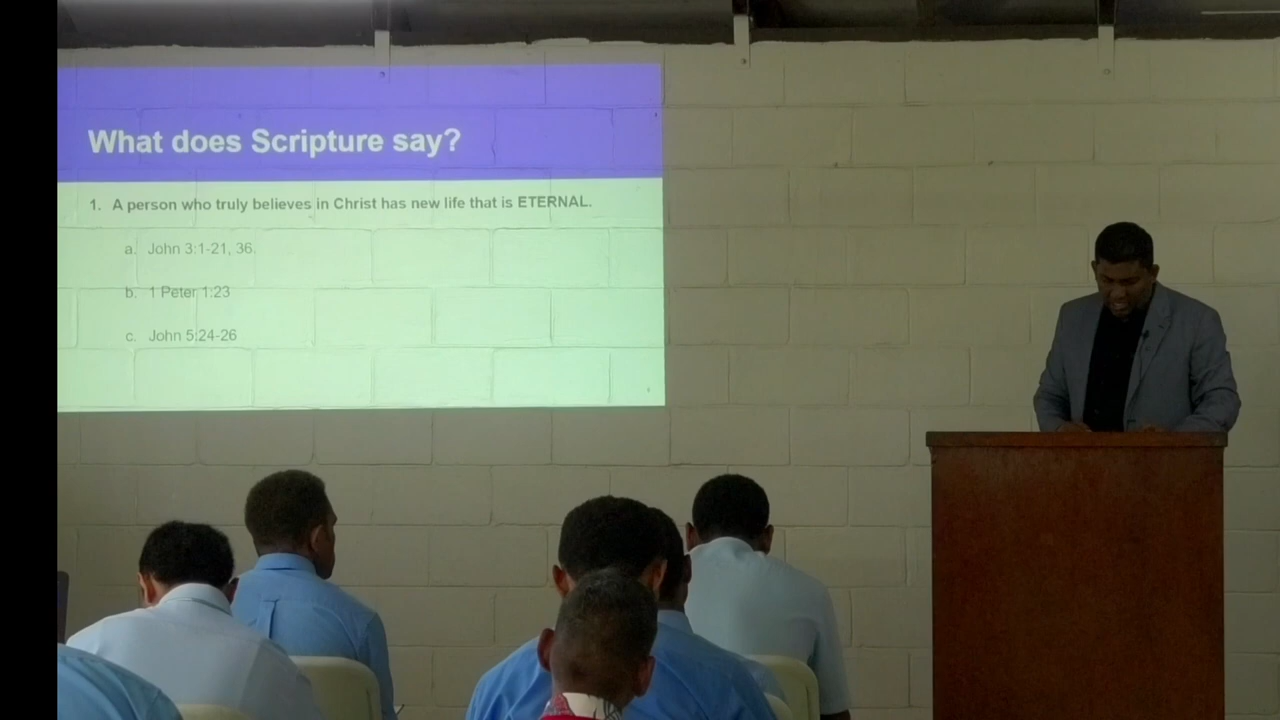 What does Scripture say?
1. A person who truly believes in Christ has new life that is ETERNAL.
a. John 3:1-21, 36.
b. 1 Peter 1:23
c. John 5:24-26